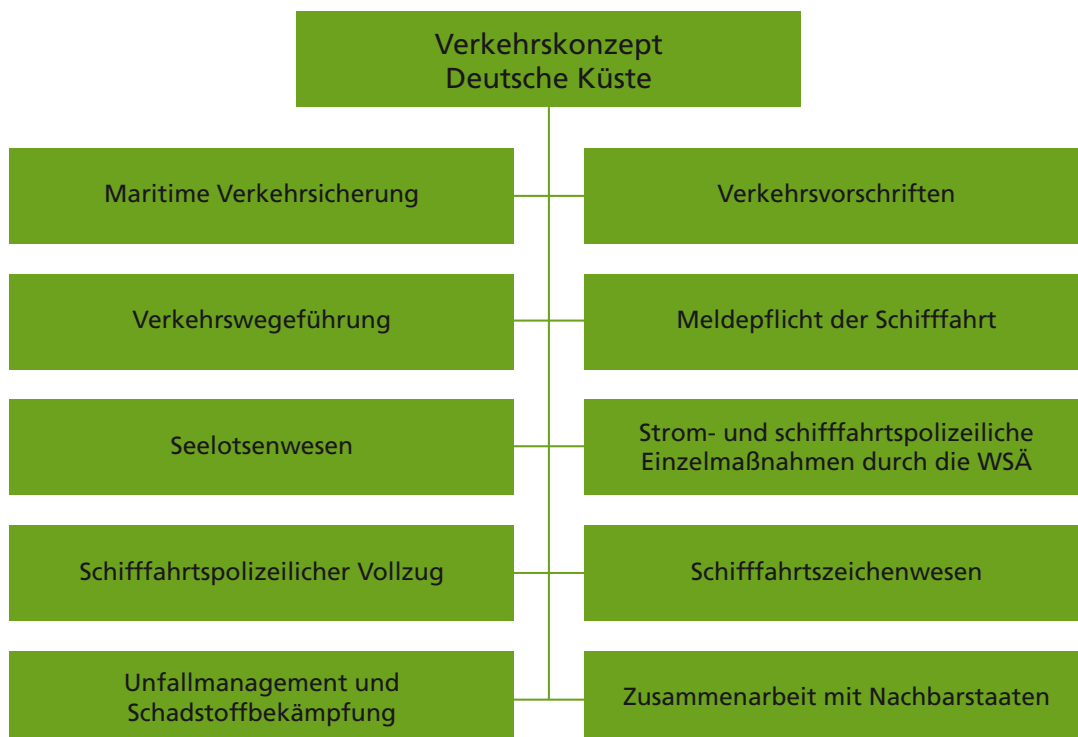 Verkehrskonzept
Deutsche Küste
Maritime Verkehrsicherung
Verkehrsvorschriften
Verkehrswegeführung
Meldepflicht der Schifffahrt
Seelotsenwesen
Strom- und schifffahrtspolizeiliche
Einzelmaßnahmen durch die WSÄ
Schifffahrtspolizeilicher Vollzug
Schifffahrtszeichenwesen
Unfallmanagement und
Schadstoffbekämpfung
Zusammenarbeit mit Nachbarstaaten